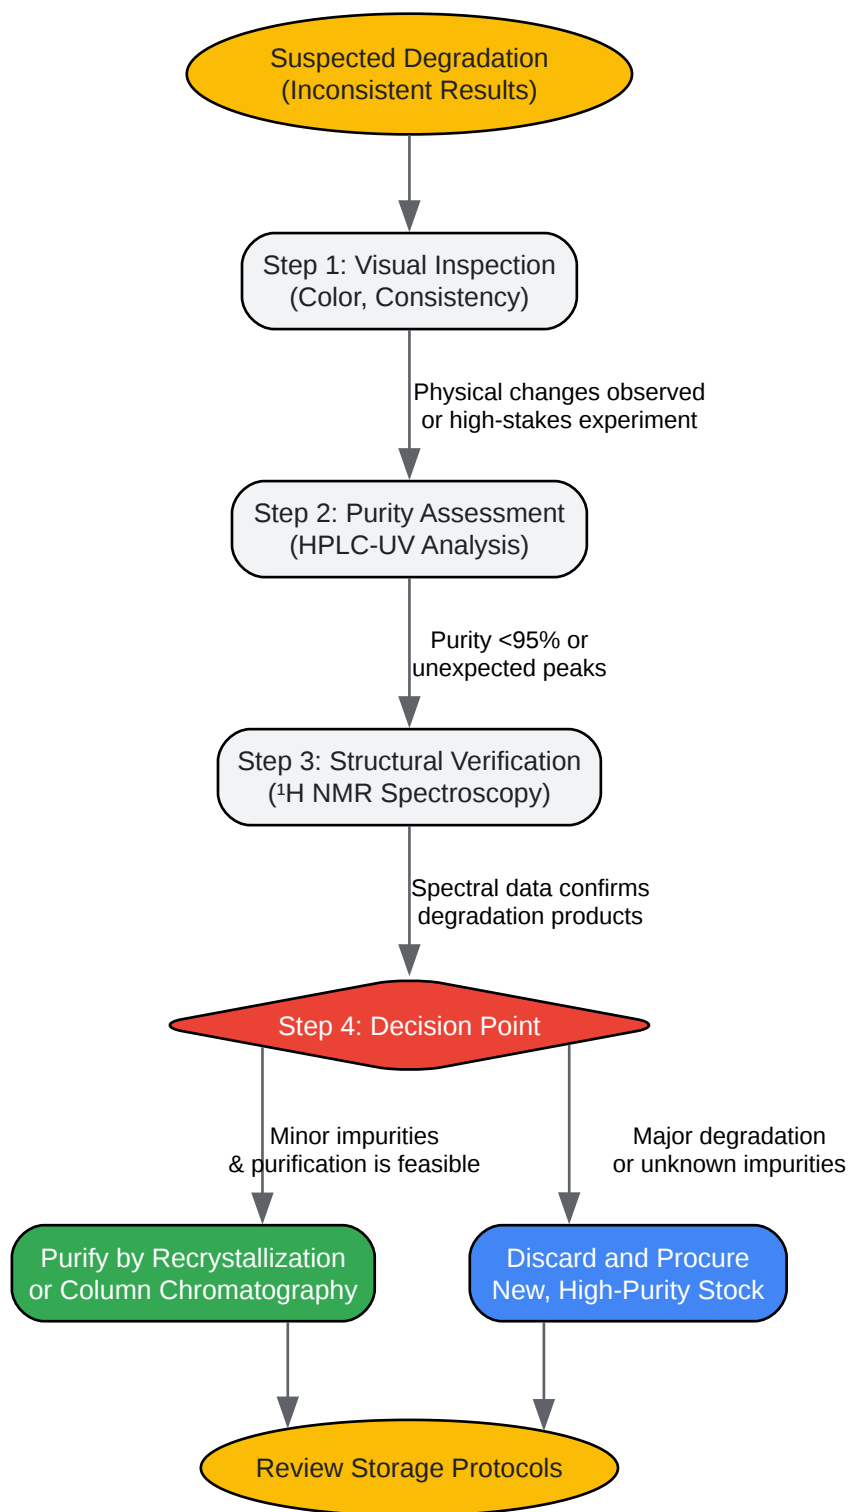 Suspected Degradation
(Inconsistent Results)
Step 1: Visual Inspection
(Color, Consistency)
Physical changes observed
or high-stakes experiment
Step 2: Purity Assessment
(HPLC-UV Analysis)
Purity <95% or
unexpected peaks
Step 3: Structural Verification
(¹H NMR Spectroscopy)
Spectral data confirms
degradation products
Step 4: Decision Point
Minor impurities
& purification is feasible
Major degradation
or unknown impurities
Purify by Recrystallization
or Column Chromatography
Discard and Procure
New, High-Purity Stock
Review Storage Protocols